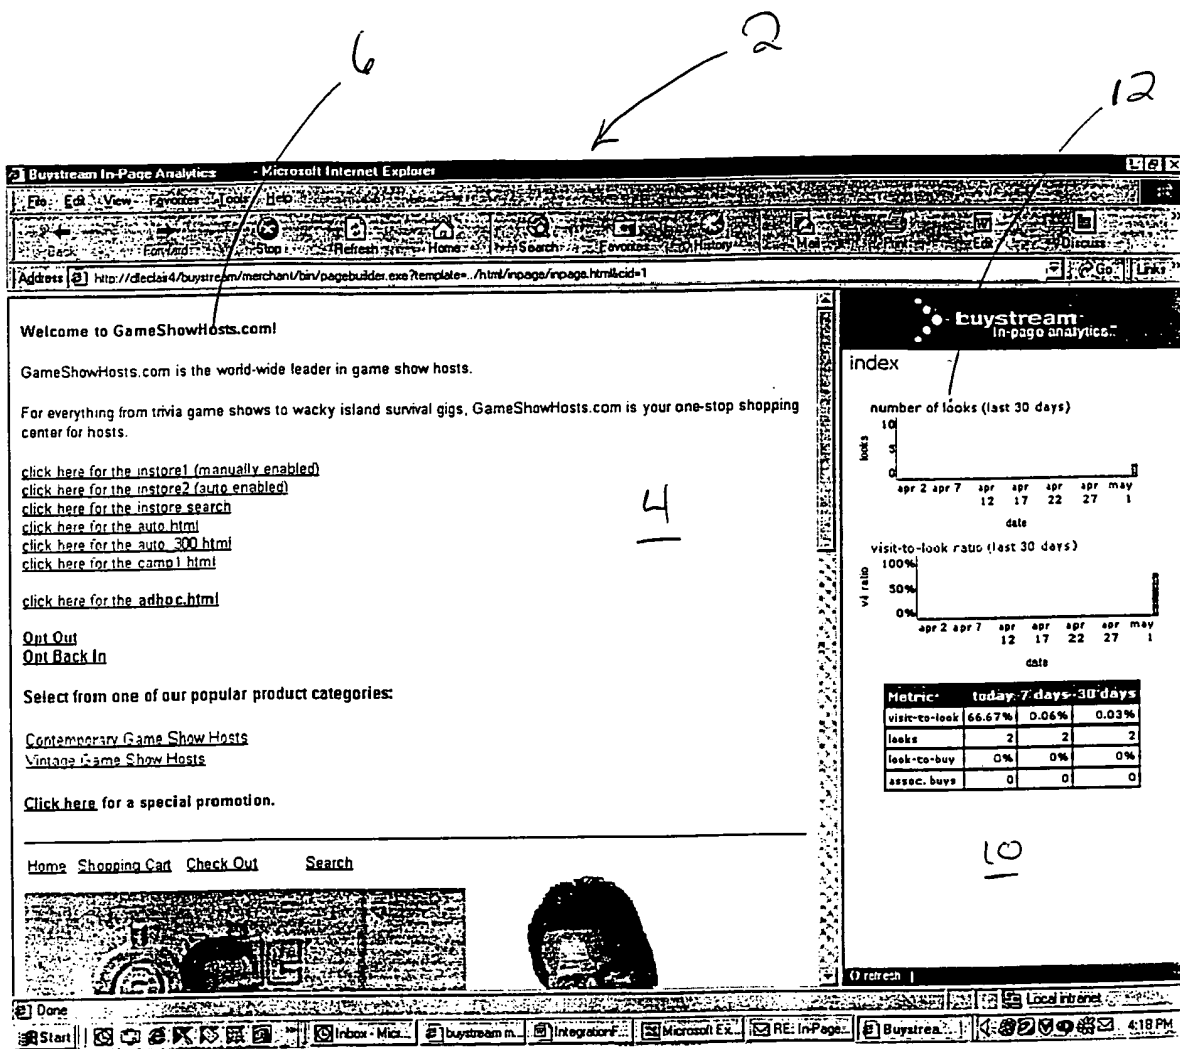 6
2
12
Buystream In-Page Analytics - Microsoft Internet Explorer
File Edit View Favorites Tools Help
Back Forward Stop Refresh Home Search Favorites History Mail Print Edit Discuss
Address http://dleclai4/buystream/merchant/bin/pagebuilder.exe?template=../html/inpage/inpage.html&cid=1 Go Links
Welcome to GameShowHosts.com!
GameShowHosts.com is the world-wide leader in game show hosts.
For everything from trivia game shows to wacky island survival gigs, GameShowHosts.com is your one-stop shopping
center for hosts.
click here for the instore1 (manually enabled)
click here for the instore2 (auto enabled)
click here for the instore search
click here for the auto.html
click here for the auto_300.html
click here for the camp1.html
click here for the adhoc.html
4
Opt Out
Opt Back In
Select from one of our popular product categories:
Contemporary Game Show Hosts
Vintage Game Show Hosts
Click here for a special promotion.
Home Shopping Cart Check Out Search
buystream
In-page analytics
index
number of looks (last 30 days)
looks
10
5
0
apr 2 apr 7 apr 12 apr 17 apr 22 apr 27 may 1
date
visit-to-look ratio (last 30 days)
vl ratio
100%
50%
0%
apr 2 apr 7 apr 12 apr 17 apr 22 apr 27 may 1
date
Metric today 7 days 30 days
visit-to-look 66.67% 0.06% 0.03%
looks 2 2 2
look-to-buy 0% 0% 0%
assoc. buys 0 0 0
10
refresh
Done Local intranet
Start Inbox - Micr... buystream m... IntegrationF... Microsoft Ex... RE: In-Page... Buystrea... 4:18 PM